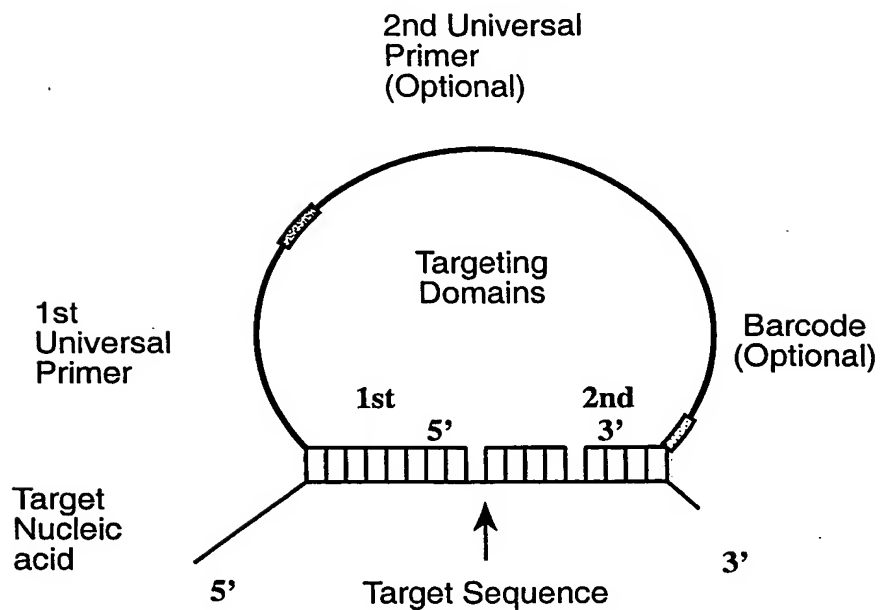 2nd Universal
Primer
(Optional)
Targeting
Domains
1st
Universal
Primer
Barcode
(Optional)
1st
2nd
5’
3’
Target
Nucleic
acid
5’
Target Sequence
3’